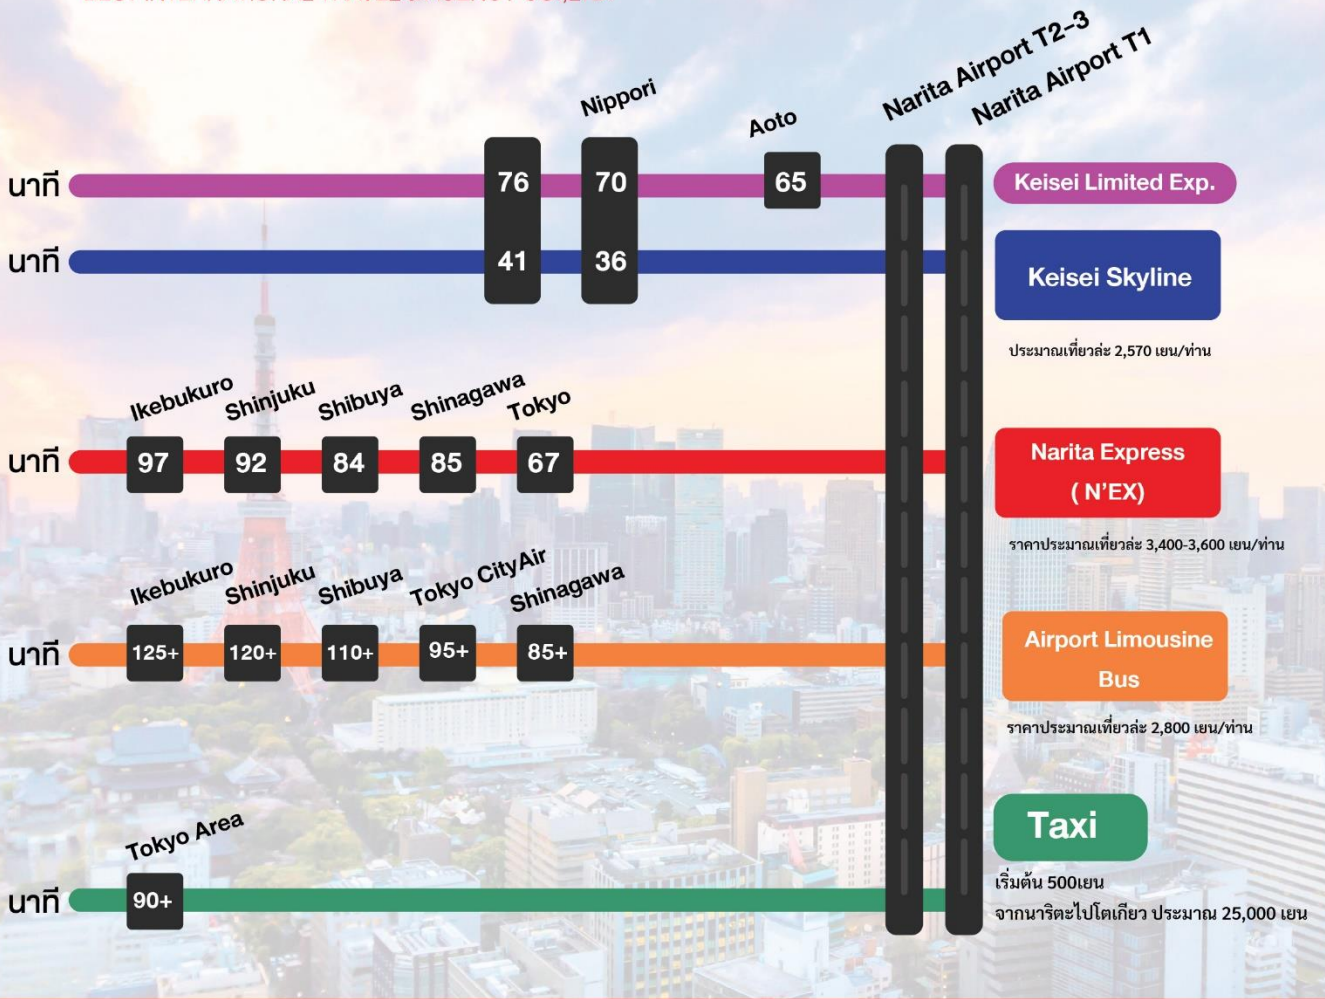 Narita Airport T2-3
Narita Airport T1
Nippori
Aoto
นาที
76
70
65
Keisei Limited Exp.
นาที
41
36
Keisei Skyline
ประมาณเที่ยวล่ะ 2,570 เยน/ท่าน
Ikebukuro
Shinjuku
Shibuya
Shinagawa
Tokyo
นาที
97
92
84
85
67
Narita Express
( N'EX)
ราคาประมาณเที่ยวล่ะ 3,400-3,600 เยน/ท่าน
Ikebukuro
Shinjuku
Shibuya
Tokyo CityAir
Shinagawa
นาที
125+
120+
110+
95+
85+
Airport Limousine
Bus
ราคาประมาณเที่ยวล่ะ 2,800 เยน/ท่าน
Tokyo Area
นาที
90+
Taxi
เริ่มต้น 500เยน
จากนาริตะไปโตเกียว ประมาณ 25,000 เยน